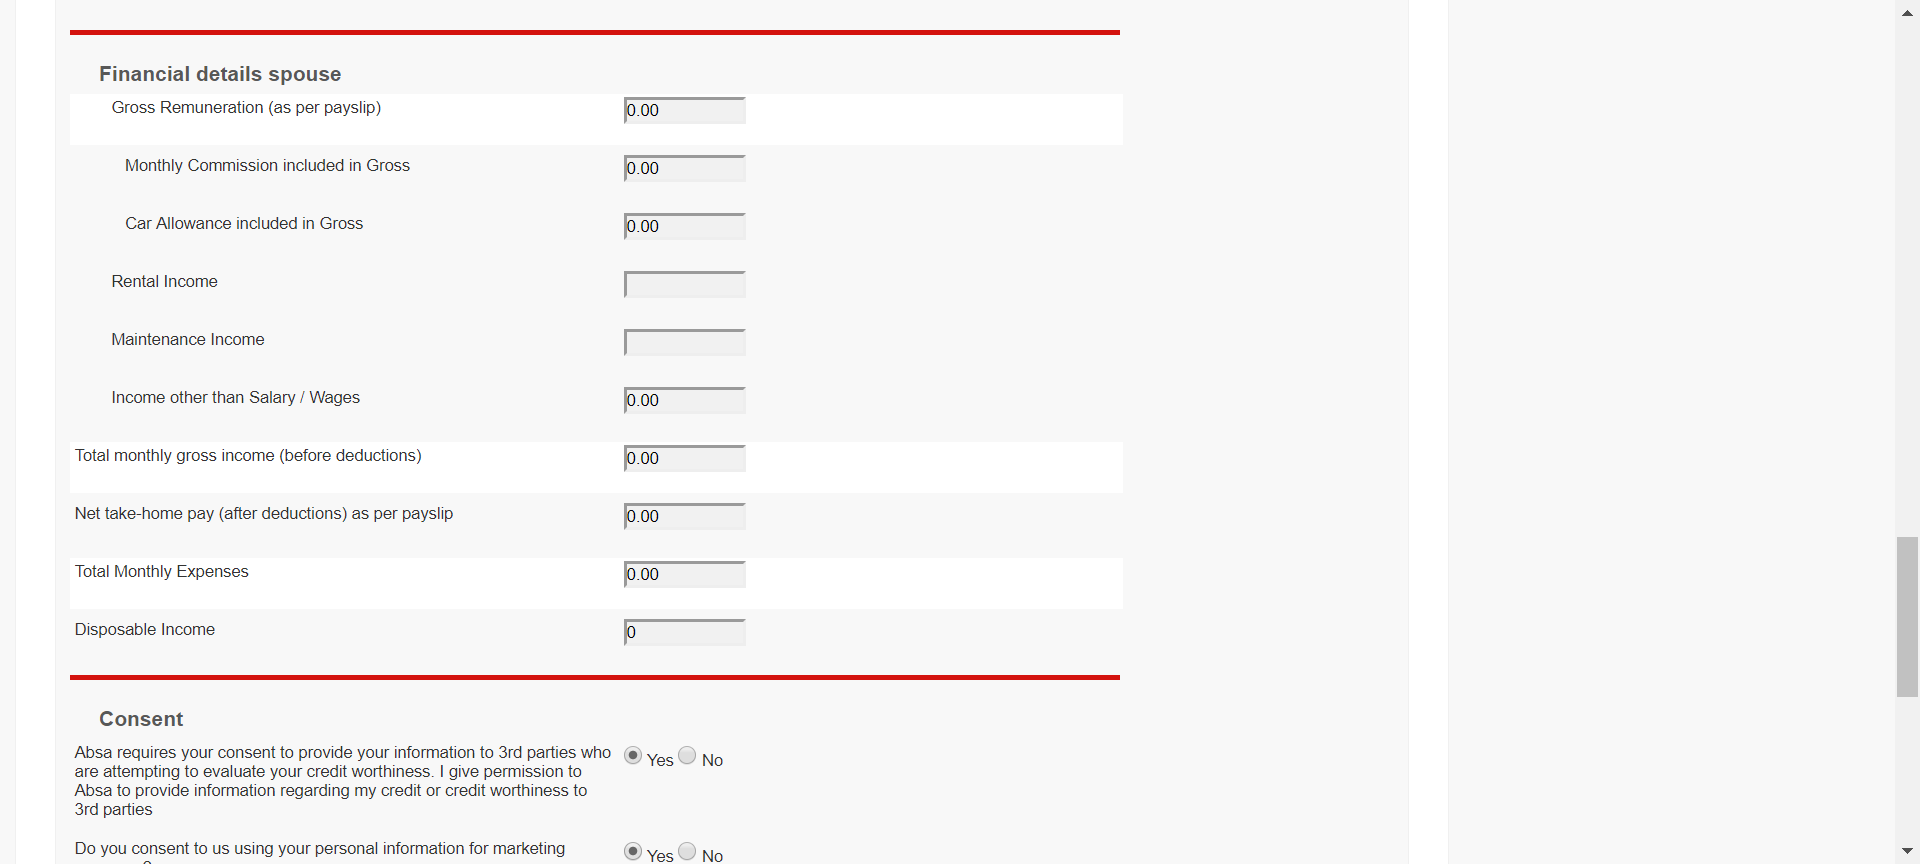 Financial details spouse
Gross Remuneration (as per payslip) 0.00
Monthly Commission included in Gross 0.00
Car Allowance included in Gross 0.00
Rental Income
Maintenance Income
Income other than Salary / Wages 0.00
Total monthly gross income (before deductions) 0.00
Net take-home pay (after deductions) as per payslip 0.00
Total Monthly Expenses 0.00
Disposable Income 0
Consent
Absa requires your consent to provide your information to 3rd parties who Yes No
are attempting to evaluate your credit worthiness. I give permission to
Absa to provide information regarding my credit or credit worthiness to
3rd parties
Do you consent to us using your personal information for marketing Yes No